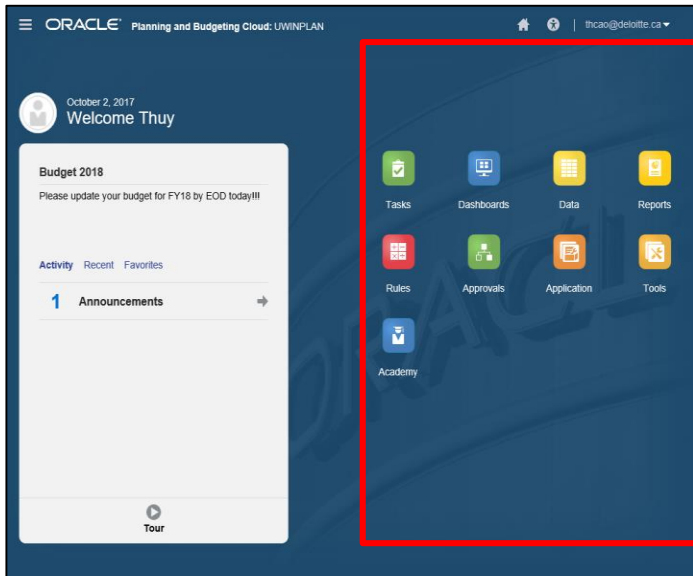 ORACLE® Planning and Budgeting Cloud: UWINPLAN
thcao@deloitte.ca
October 2, 2017
Welcome Thuy
Budget 2018
Please update your budget for FY18 by EOD today!!!
Activity Recent Favorites
1 Announcements
Tour
Tasks Dashboards Data Reports
Rules Approvals Application Tools
Academy
ORACL